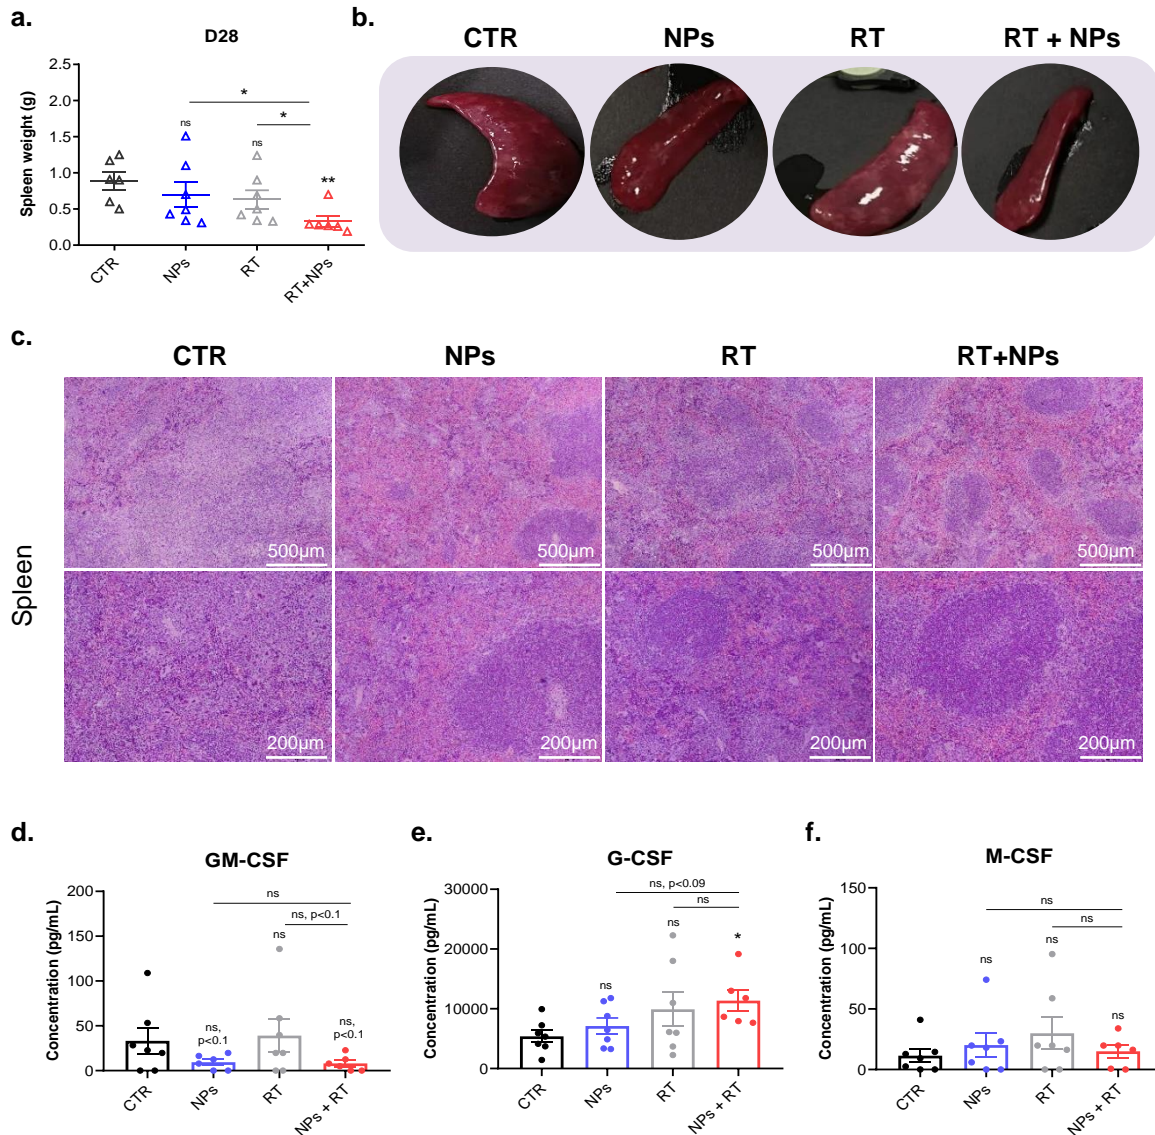 a.
D28
Spleen weight (g)
2.5
2.0
1.5
1.0
0.5
0.0
*
*
ns
ns
**
CTR
NPs
RT
RT+NPs
b.
CTR
NPs
RT
RT + NPs
c.
CTR
NPs
RT
RT+NPs
Spleen
500µm
500µm
500µm
500µm
200µm
200µm
200µm
200µm
d.
GM-CSF
Concentration (pg/mL)
200
150
100
50
0
ns
ns, p<0.1
ns
ns,
p<0.1
ns,
p<0.1
CTR
NPs
RT
NPs + RT
e.
G-CSF
Concentration (pg/mL)
30000
20000
10000
0
ns, p<0.09
ns
ns
*
ns
CTR
NPs
RT
NPs + RT
f.
M-CSF
Concentration (pg/mL)
150
100
50
0
ns
ns
ns
ns
ns
CTR
NPs
RT
NPs + RT